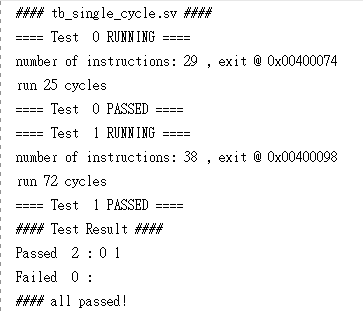 #### tb_single_cycle.sv ####
==== Test  0 RUNNING ====
number of instructions: 29 , exit @ 0x00400074
run 25 cycles
==== Test  0 PASSED ====
==== Test  1 RUNNING ====
number of instructions: 38 , exit @ 0x00400098
run 72 cycles
==== Test  1 PASSED ====
#### Test Result ####
Passed  2 : 0 1
Failed  0 :
#### all passed!